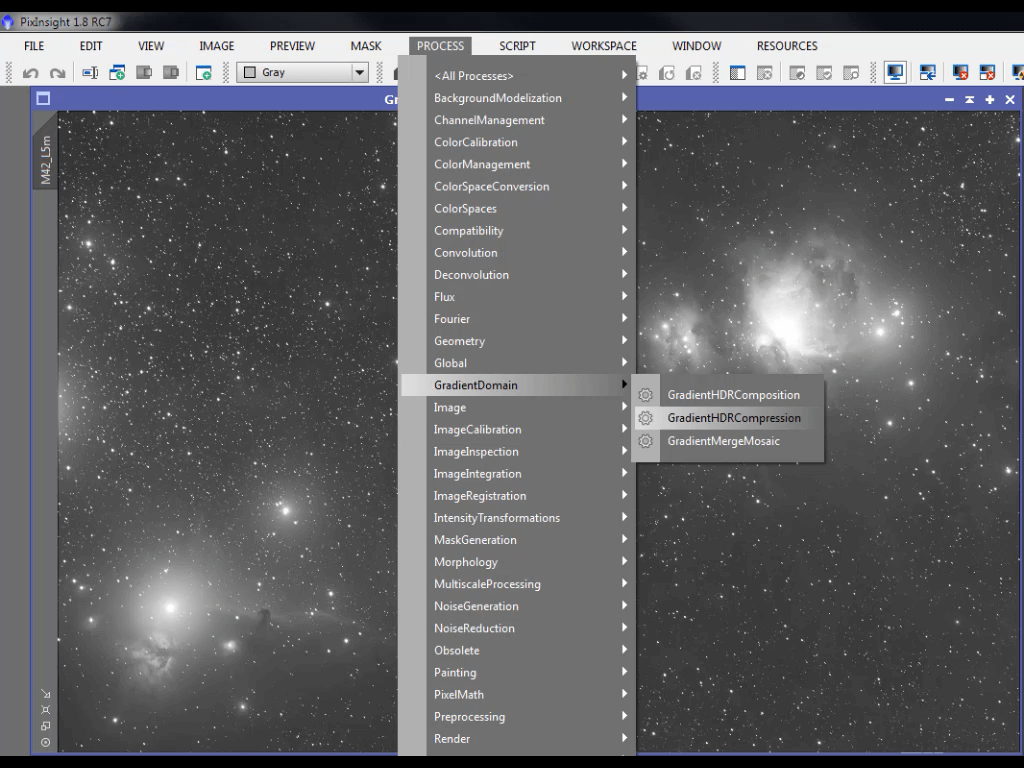 PixInsight 1.8 RC7
FILE EDIT VIEW IMAGE PREVIEW MASK PROCESS SCRIPT WORKSPACE WINDOW RESOURCES
Gray
Gr
M42_L5m
<All Processes>
BackgroundModelization
ChannelManagement
ColorCalibration
ColorManagement
ColorSpaceConversion
ColorSpaces
Compatibility
Convolution
Deconvolution
Flux
Fourier
Geometry
Global
GradientDomain
GradientHDRComposition
GradientHDRCompression
GradientMergeMosaic
Image
ImageCalibration
ImageInspection
ImageIntegration
ImageRegistration
IntensityTransformations
MaskGeneration
Morphology
MultiscaleProcessing
NoiseGeneration
NoiseReduction
Obsolete
Painting
PixelMath
Preprocessing
Render